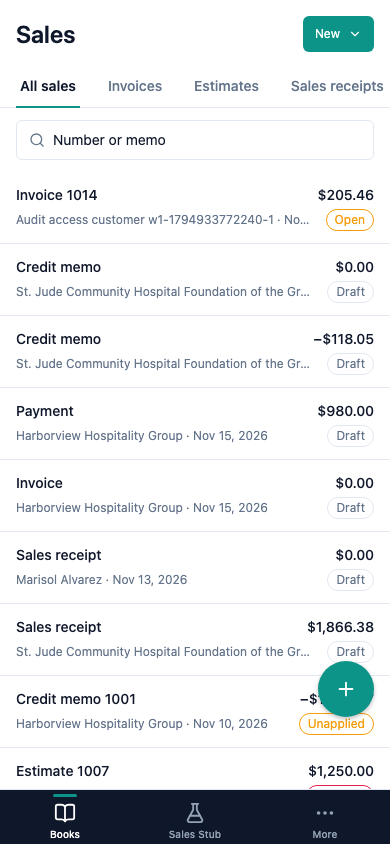 Sales
New
All sales Invoices Estimates Sales receipts
Number or memo
Invoice 1014 $205.46
Audit access customer w1-1794933772240-1 · No... Open
Credit memo $0.00
St. Jude Community Hospital Foundation of the Gr... Draft
Credit memo −$118.05
St. Jude Community Hospital Foundation of the Gr... Draft
Payment $980.00
Harborview Hospitality Group · Nov 15, 2026 Draft
Invoice $0.00
Harborview Hospitality Group · Nov 15, 2026 Draft
Sales receipt $0.00
Marisol Alvarez · Nov 13, 2026 Draft
Sales receipt $1,866.38
St. Jude Community Hospital Foundation of the Gr... Draft
Credit memo 1001
Harborview Hospitality Group · Nov 10, 2026 Unapplied
Estimate 1007 $1,250.00
Books Sales Stub More